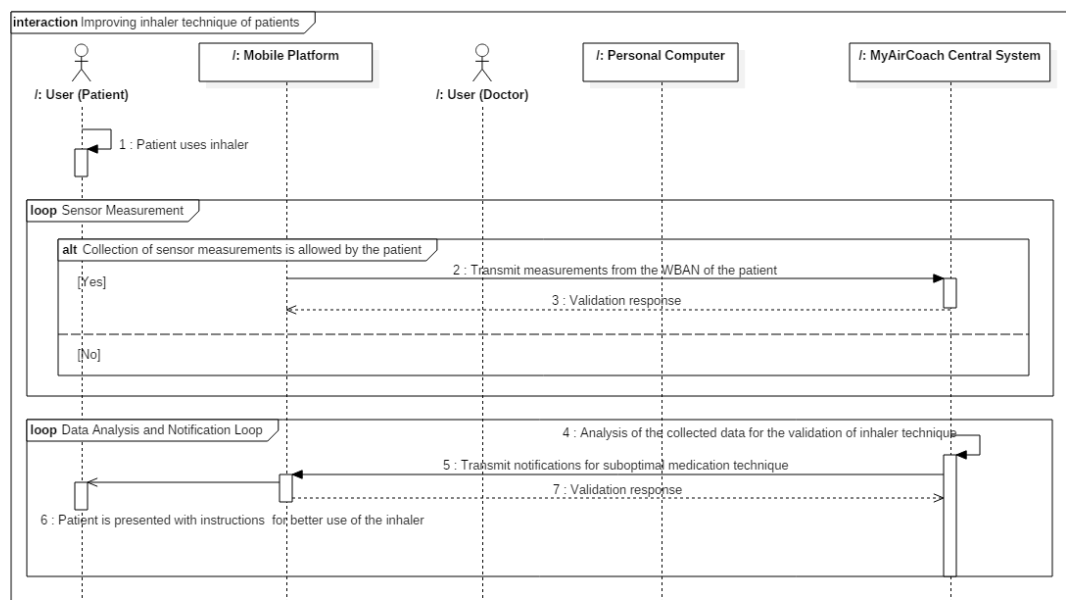 interaction Improving inhaler technique of patients
/: Mobile Platform
/: Personal Computer
/: MyAirCoach Central System
/: User (Patient)
/: User (Doctor)
1 : Patient uses inhaler
loop Sensor Measurement
alt Collection of sensor measurements is allowed by the patient
2 : Transmit measurements from the WBAN of the patient
[Yes]
3 : Validation response
[No]
loop Data Analysis and Notification Loop
4 : Analysis of the collected data for the validation of inhaler technique
5 : Transmit notifications for suboptimal medication technique
7 : Validation response
6 : Patient is presented with instructions for better use of the inhaler